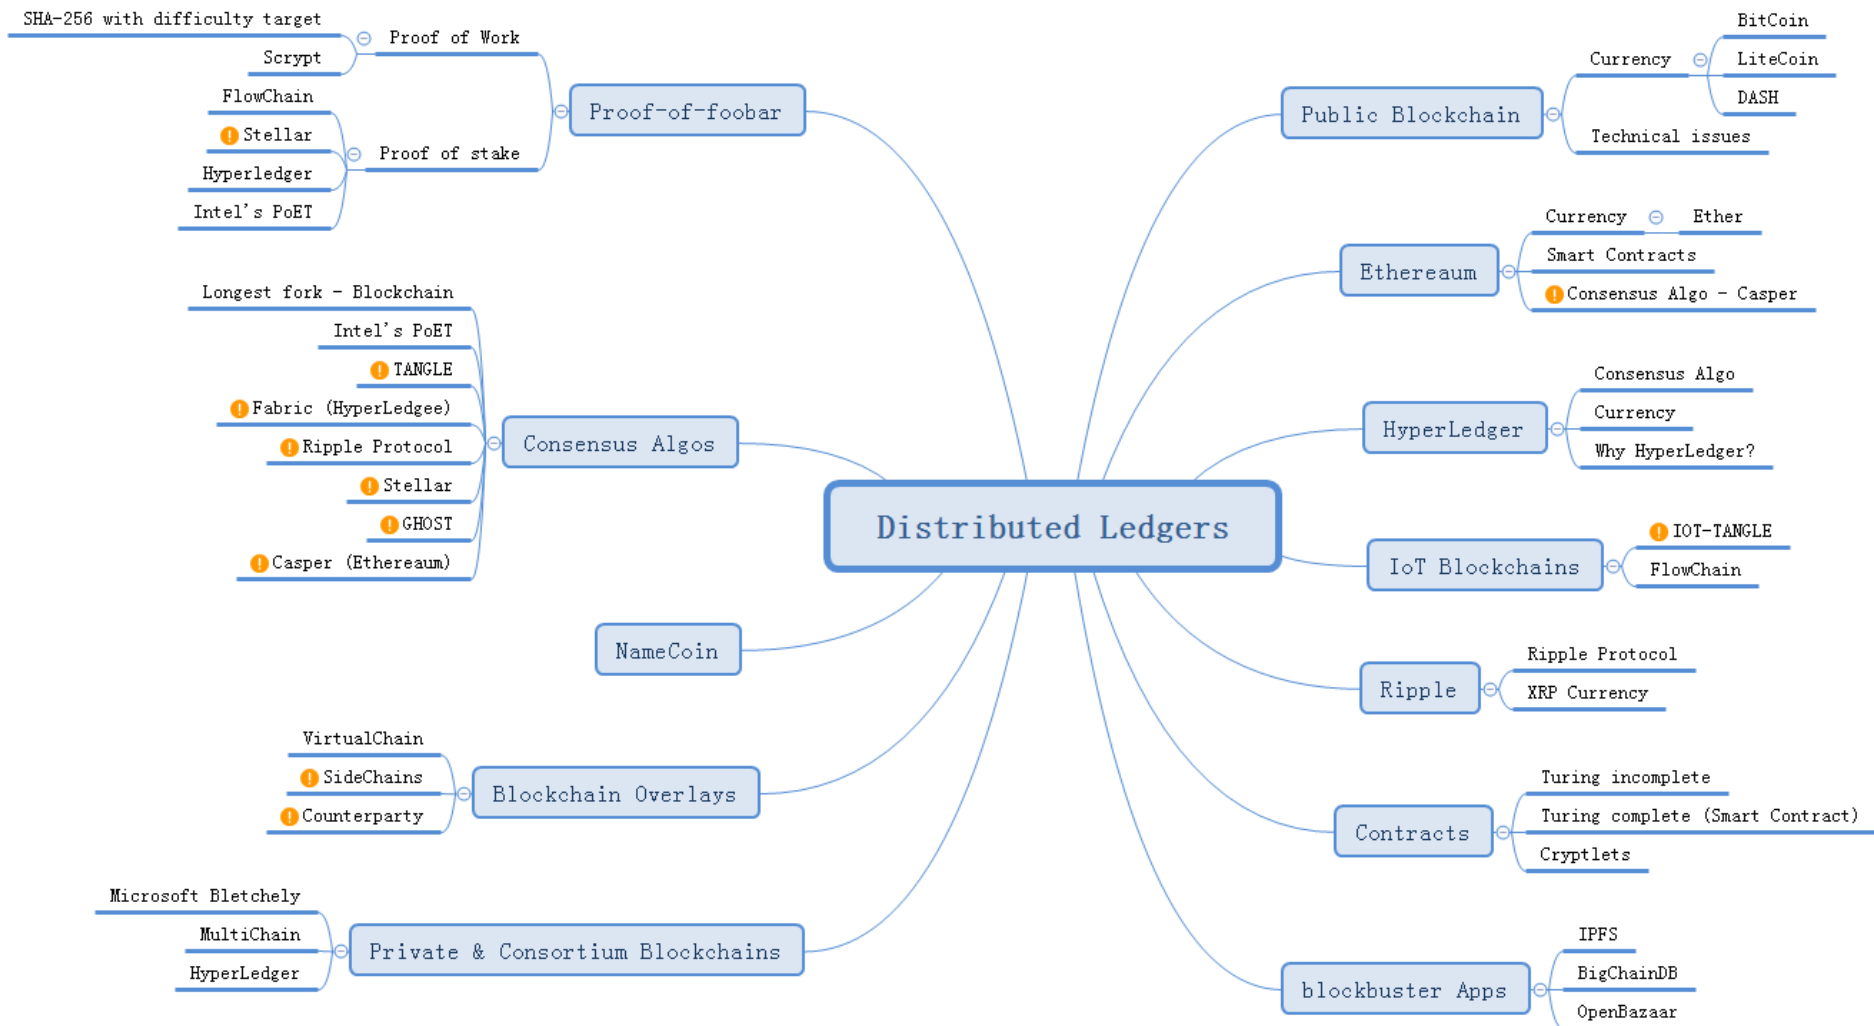 Distributed Ledgers
Proof-of-foobar
Proof of Work
SHA-256 with difficulty target
Scrypt
Proof of stake
FlowChain
Stellar
Hyperledger
Intel's PoET
Consensus Algos
Longest fork - Blockchain
Intel's PoET
TANGLE
Fabric (HyperLedgee)
Ripple Protocol
Stellar
GHOST
Casper (Ethereaum)
NameCoin
Blockchain Overlays
VirtualChain
SideChains
Counterparty
Private & Consortium Blockchains
Microsoft Bletchely
MultiChain
HyperLedger
Public Blockchain
Currency
BitCoin
LiteCoin
DASH
Technical issues
Ethereaum
Currency
Ether
Smart Contracts
Consensus Algo - Casper
HyperLedger
Consensus Algo
Currency
Why HyperLedger?
IoT Blockchains
IOT-TANGLE
FlowChain
Ripple
Ripple Protocol
XRP Currency
Contracts
Turing incomplete
Turing complete (Smart Contract)
Cryptlets
blockbuster Apps
IPFS
BigChainDB
OpenBazaar